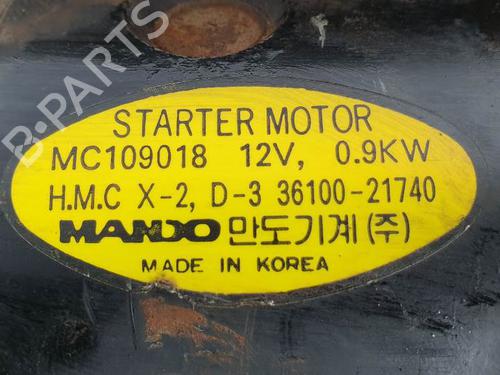 STARTER MOTOR
MC109018 12V, 0.9KW
H.M.C X-2, D-3 36100-21740
MANDO 만도기계(주)
MADE IN KOREA
B-PARTS